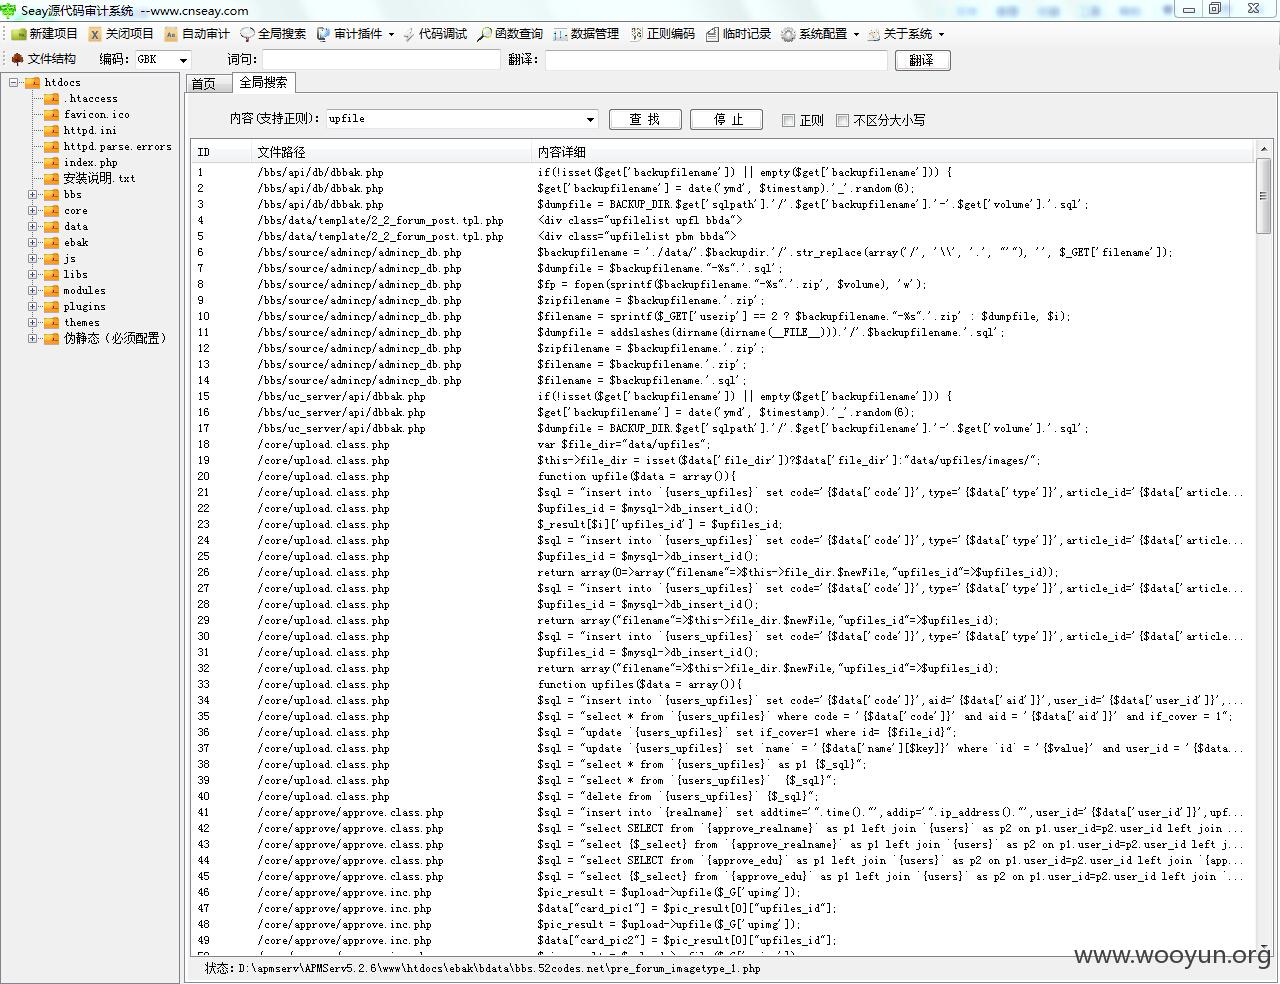 Seay源代码审计系统 --www.cnseay.com
新建项目 关闭项目 自动审计 全局搜索 审计插件 代码调试 函数查询 数据管理 正则编码 临时记录 系统配置 关于系统
文件结构 编码: GBK 词句: 翻译: 翻译
htdocs
.htaccess
favicon.ico
httpd.ini
httpd.parse.errors
index.php
安装说明.txt
bbs
core
data
ebak
js
libs
modules
plugins
themes
伪静态（必须配置）
首页 全局搜索
内容(支持正则): upfile 查 找 停 止 正则 不区分大小写
ID 文件路径 内容详细
1 /bbs/api/db/dbbak.php if(!isset($get['backupfilename']) || empty($get['backupfilename'])) {
2 /bbs/api/db/dbbak.php $get['backupfilename'] = date('ymd', $timestamp).'_'.random(6);
3 /bbs/api/db/dbbak.php $dumpfile = BACKUP_DIR.$get['sqlpath'].'/'.$get['backupfilename'].'-'.$get['volume'].'.sql';
4 /bbs/data/template/2_2_forum_post.tpl.php <div class="upfilelist upfl bbda">
5 /bbs/data/template/2_2_forum_post.tpl.php <div class="upfilelist pbm bbda">
6 /bbs/source/admincp/admincp_db.php $backupfilename = './data/'.$backupdir.'/'.str_replace(array('/', '\\', '.', "'"), '', $_GET['filename']);
7 /bbs/source/admincp/admincp_db.php $dumpfile = $backupfilename."-%s".'.sql';
8 /bbs/source/admincp/admincp_db.php $fp = fopen(sprintf($backupfilename."-%s".'.zip', $volume), 'w');
9 /bbs/source/admincp/admincp_db.php $zipfilename = $backupfilename.'.zip';
10 /bbs/source/admincp/admincp_db.php $filename = sprintf($_GET['usezip'] == 2 ? $backupfilename."-%s".'.zip' : $dumpfile, $i);
11 /bbs/source/admincp/admincp_db.php $dumpfile = addslashes(dirname(dirname(__FILE__))).'/'.$backupfilename.'.sql';
12 /bbs/source/admincp/admincp_db.php $zipfilename = $backupfilename.'.zip';
13 /bbs/source/admincp/admincp_db.php $filename = $backupfilename.'.zip';
14 /bbs/source/admincp/admincp_db.php $filename = $backupfilename.'.sql';
15 /bbs/uc_server/api/dbbak.php if(!isset($get['backupfilename']) || empty($get['backupfilename'])) {
16 /bbs/uc_server/api/dbbak.php $get['backupfilename'] = date('ymd', $timestamp).'_'.random(6);
17 /bbs/uc_server/api/dbbak.php $dumpfile = BACKUP_DIR.$get['sqlpath'].'/'.$get['backupfilename'].'-'.$get['volume'].'.sql';
18 /core/upload.class.php var $file_dir="data/upfiles";
19 /core/upload.class.php $this->file_dir = isset($data['file_dir'])?$data['file_dir']:"data/upfiles/images/";
20 /core/upload.class.php function upfile($data = array()){
21 /core/upload.class.php $sql = "insert into `{users_upfiles}` set code='{$data['code']}',type='{$data['type']}',article_id='{$data['article...
22 /core/upload.class.php $upfiles_id = $mysql->db_insert_id();
23 /core/upload.class.php $_result[$i]['upfiles_id'] = $upfiles_id;
24 /core/upload.class.php $sql = "insert into `{users_upfiles}` set code='{$data['code']}',type='{$data['type']}',article_id='{$data['article...
25 /core/upload.class.php $upfiles_id = $mysql->db_insert_id();
26 /core/upload.class.php return array(0=>array("filename"=>$this->file_dir.$newFile,"upfiles_id"=>$upfiles_id));
27 /core/upload.class.php $sql = "insert into `{users_upfiles}` set code='{$data['code']}',type='{$data['type']}',article_id='{$data['article...
28 /core/upload.class.php $upfiles_id = $mysql->db_insert_id();
29 /core/upload.class.php return array("filename"=>$this->file_dir.$newFile,"upfiles_id"=>$upfiles_id);
30 /core/upload.class.php $sql = "insert into `{users_upfiles}` set code='{$data['code']}',type='{$data['type']}',article_id='{$data['article...
31 /core/upload.class.php $upfiles_id = $mysql->db_insert_id();
32 /core/upload.class.php return array("filename"=>$this->file_dir.$newFile,"upfiles_id"=>$upfiles_id);
33 /core/upload.class.php function upfiles($data = array()){
34 /core/upload.class.php $sql = "insert into `{users_upfiles}` set code='{$data['code']}',aid='{$data['aid']}',user_id='{$data['user_id']}',...
35 /core/upload.class.php $sql = "select * from `{users_upfiles}` where code = '{$data['code']}' and aid = '{$data['aid']}' and if_cover = 1";
36 /core/upload.class.php $sql = "update `{users_upfiles}` set if_cover=1 where id= {$file_id}";
37 /core/upload.class.php $sql = "update `{users_upfiles}` set `name` = '{$data['name'][$key]}' where `id` = '{$value}' and user_id = '{$data...
38 /core/upload.class.php $sql = "select * from `{users_upfiles}` as p1 {$_sql}";
39 /core/upload.class.php $sql = "select * from `{users_upfiles}`  {$_sql}";
40 /core/upload.class.php $sql = "delete from `{users_upfiles}` {$_sql}";
41 /core/approve/approve.class.php $sql = "insert into `{realname}` set addtime='".time()."',addip='".ip_address()."',user_id='{$data['user_id']}',upf...
42 /core/approve/approve.class.php $sql = "select SELECT from `{approve_realname}` as p1 left join `{users}` as p2 on p1.user_id=p2.user_id left join ...
43 /core/approve/approve.class.php $sql = "select {$_select} from `{approve_realname}` as p1 left join `{users}` as p2 on p1.user_id=p2.user_id left j...
44 /core/approve/approve.class.php $sql = "select SELECT from `{approve_edu}` as p1 left join `{users}` as p2 on p1.user_id=p2.user_id left join `{app...
45 /core/approve/approve.class.php $sql = "select {$_select} from `{approve_edu}` as p1 left join `{users}` as p2 on p1.user_id=p2.user_id left join `...
46 /core/approve/approve.inc.php $pic_result = $upload->upfile($_G['upimg']);
47 /core/approve/approve.inc.php $data["card_pic1"] = $pic_result[0]["upfiles_id"];
48 /core/approve/approve.inc.php $pic_result = $upload->upfile($_G['upimg']);
49 /core/approve/approve.inc.php $data["card_pic2"] = $pic_result[0]["upfiles_id"];
www.wooyun.org
状态：D:\apmserv\APMServ5.2.6\www\htdocs\ebak\bdata\bbs.52codes.net\pre_forum_imagetype_1.php